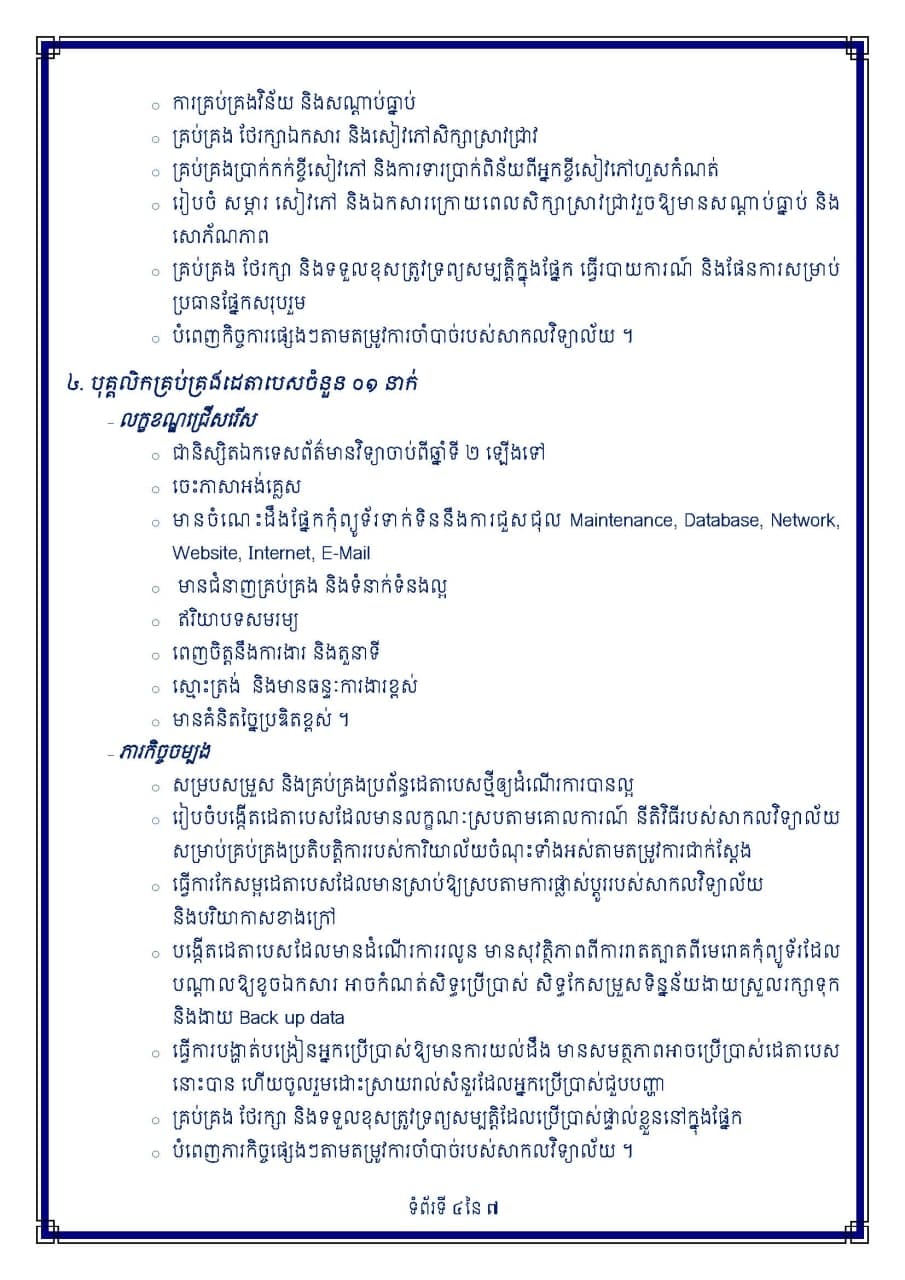 ○ ការគ្រប់គ្រងវិន័យ និងសណ្ដាប់ធ្នាប់
○ គ្រប់គ្រង ថែរក្សាឯកសារ និងសៀវភៅសិក្សាស្រាវជ្រាវ
○ គ្រប់គ្រងប្រាក់កក់ខ្ចីសៀវភៅ និងការទារប្រាក់ពិន័យពីអ្នកខ្ចីសៀវភៅហួសកំណត់
○ រៀបចំ សម្ភារ សៀវភៅ និងឯកសារក្រោយពេលសិក្សាស្រាវជ្រាវរួចឱ្យមានសណ្ដាប់ធ្នាប់ និង
សោភ័ណភាព
○ គ្រប់គ្រង ថែរក្សា និងទទួលខុសត្រូវទ្រព្យសម្បត្តិក្នុងផ្នែក ធ្វើរបាយការណ៍ និងផែនការសម្រាប់
ប្រធានផ្នែកសរុបរួម
○ បំពេញកិច្ចការផ្សេងៗតាមតម្រូវការចាំបាច់របស់សាកលវិទ្យាល័យ ។
៤. បុគ្គលិកគ្រប់គ្រងដេតាបេសចំនួន ០១ នាក់
- លក្ខខណ្ឌជ្រើសរើស
○ ជានិស្សិតឯកទេសព័ត៌មានវិទ្យាចាប់ពីឆ្នាំទី ២ ឡើងទៅ
○ ចេះភាសាអង់គ្លេស
○ មានចំណេះដឹងផ្នែកកុំព្យូទ័រទាក់ទិននឹងការជួសជុល Maintenance, Database, Network,
Website, Internet, E-Mail
○ មានជំនាញគ្រប់គ្រង និងទំនាក់ទំនងល្អ
○ ឥរិយាបទសមរម្យ
○ ពេញចិត្តនឹងការងារ និងតួនាទី
○ ស្មោះត្រង់ និងមានឆន្ទៈការងារខ្ពស់
○ មានគំនិតច្នៃប្រឌិតខ្ពស់ ។
- ភារកិច្ចចម្បង
○ សម្របសម្រួស និងគ្រប់គ្រងប្រព័ន្ធដេតាបេសថ្មីឲ្យដំណើរការបានល្អ
○ រៀបចំបង្កើតដេតាបេសដែលមានលក្ខណៈស្របតាមគោលការណ៍ នីតិវិធីរបស់សាកលវិទ្យាល័យ
សម្រាប់គ្រប់គ្រងប្រតិបត្តិការរបស់ការិយាល័យចំណុះទាំងអស់តាមតម្រូវការជាក់ស្ដែង
○ ធ្វើការកែសម្អដេតាបេសដែលមានស្រាប់ឱ្យស្របតាមការផ្លាស់ប្ដូររបស់សាកលវិទ្យាល័យ
និងបរិយាកាសខាងក្រៅ
○ បង្កើតដេតាបេសដែលមានដំណើរការរលូន មានសុវត្ថិភាពពីការរាតត្បាតពីមេរោគកុំព្យូទ័រដែល
បណ្ដាលឱ្យខូចឯកសារ អាចកំណត់សិទ្ធប្រើប្រាស់ សិទ្ធកែសម្រួសទិន្នន័យងាយស្រួលរក្សាទុក
និងងាយ Back up data
○ ធ្វើការបង្ហាត់បង្រៀនអ្នកប្រើប្រាស់ឱ្យមានការយល់ដឹង មានសមត្ថភាពអាចប្រើប្រាស់ដេតាបេស
នោះបាន ហើយចូលរួមដោះស្រាយរាល់សំនួរដែលអ្នកប្រើប្រាស់ជួបបញ្ហា
○ គ្រប់គ្រង ថែរក្សា និងទទួលខុសត្រូវទ្រព្យសម្បត្តិដែលប្រើប្រាស់ផ្ទាល់ខ្លួននៅក្នុងផ្នែក
○ បំពេញភារកិច្ចផ្សេងៗតាមតម្រូវការចាំបាច់របស់សាកលវិទ្យាល័យ ។
ទំព័រទី ៤នៃ ៧